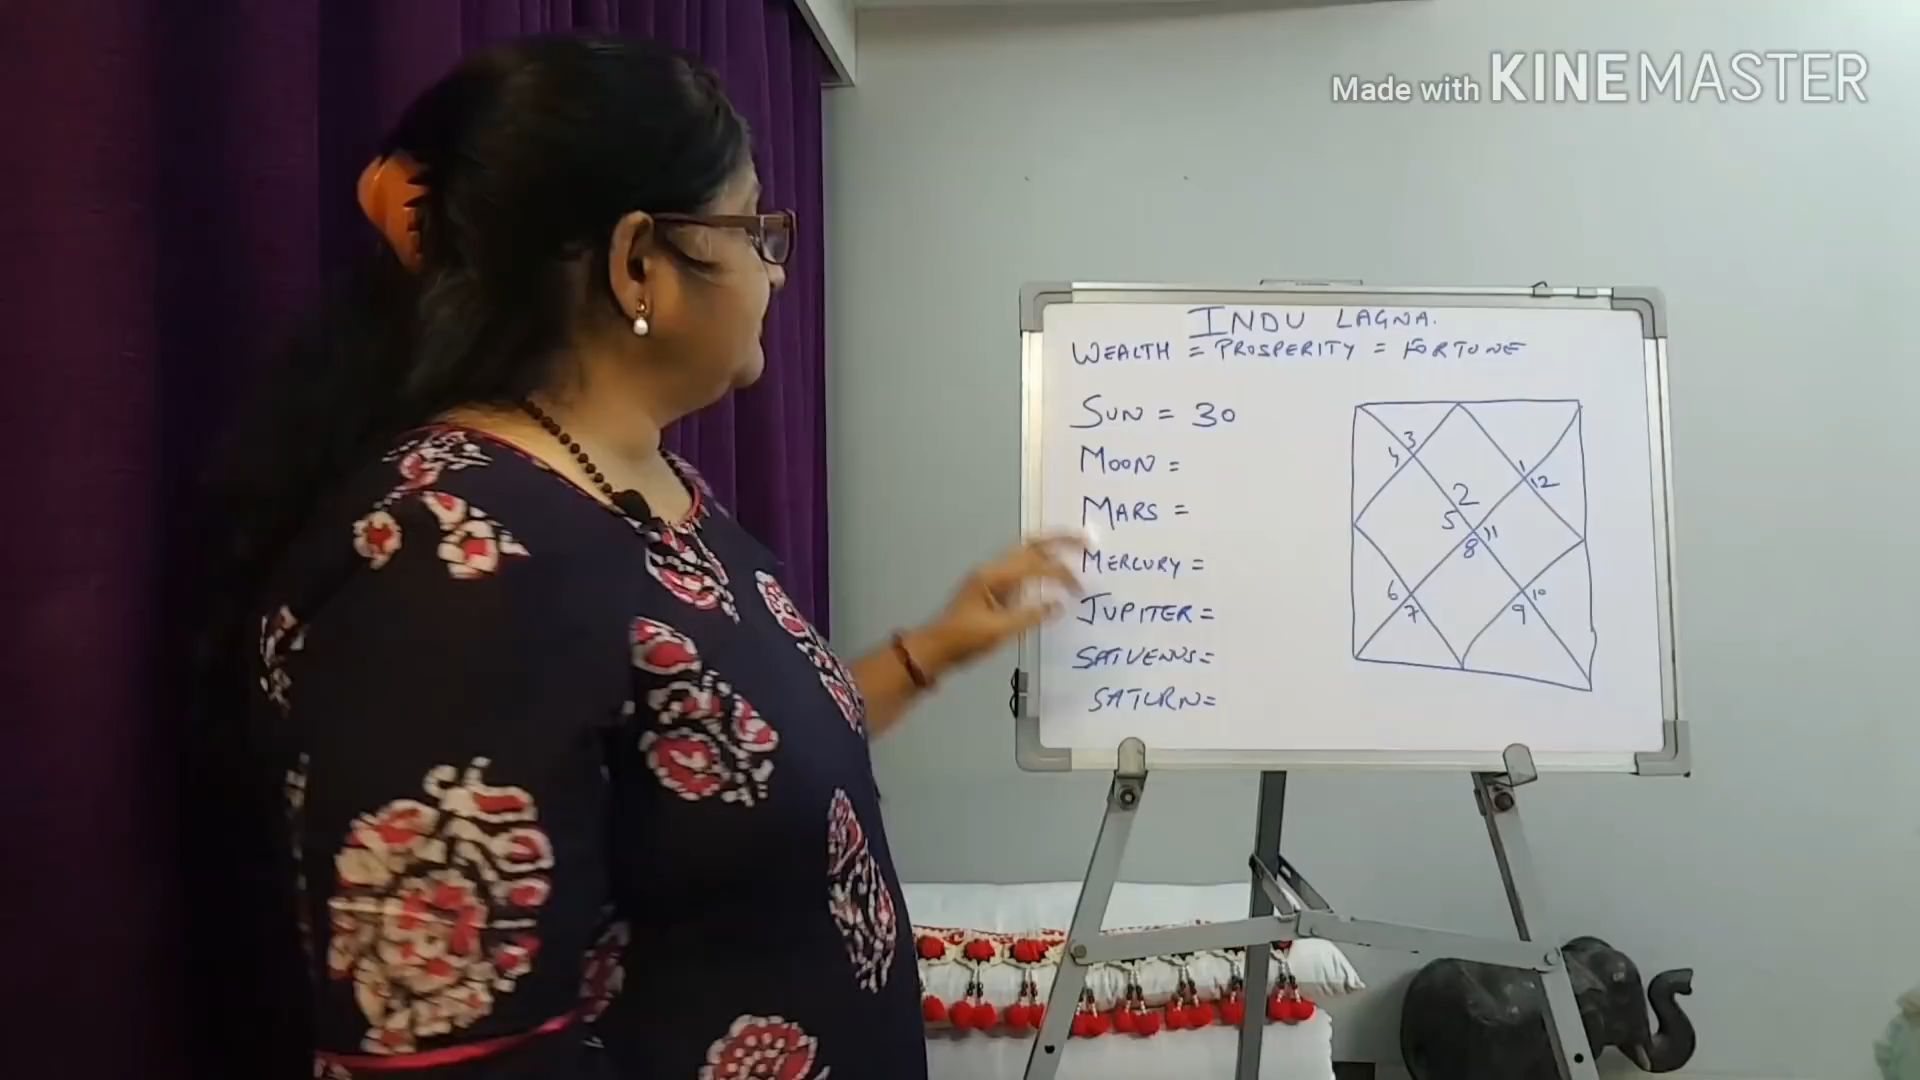 Made with KINEMASTER
INDU LAGNA.
WEALTH = PROSPERITY = FORTUNE
SUN = 30
MOON =
MARS =
MERCURY =
JUPITER =
SATVENUS =
SATURN =
3
4
1
12
2
5
11
8
6
7
10
9